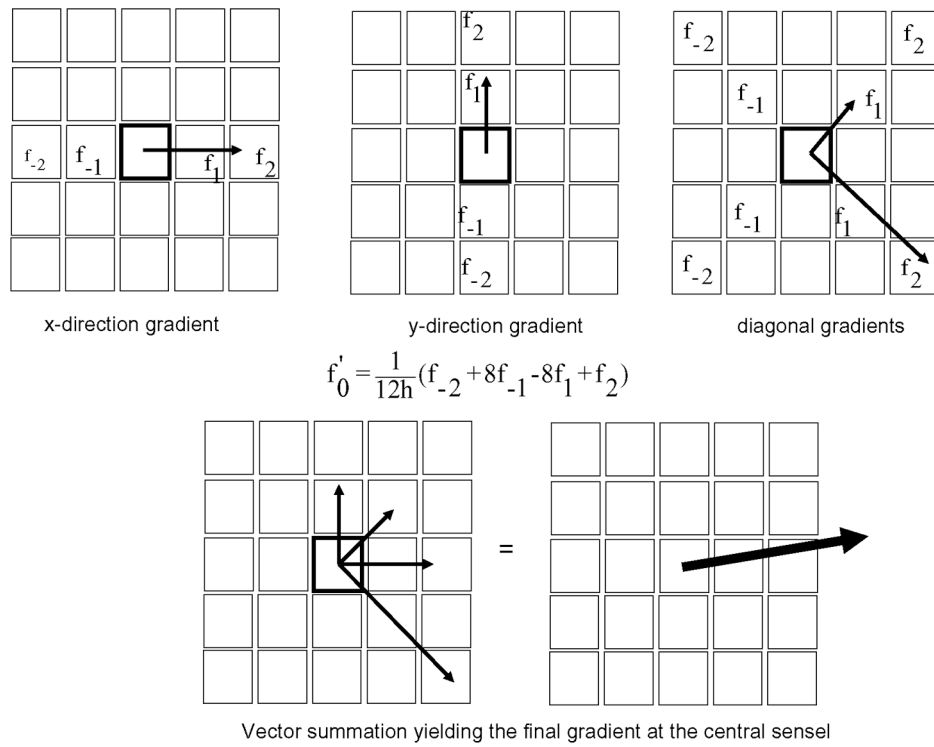 f₂
f₋₂
f₂
f₁
f₋₁
f₁
f₋₂
f₋₁
f₁
f₂
f₋₁
f₋₁
f₁
f₋₂
f₋₂
f₂
x-direction gradient
y-direction gradient
diagonal gradients
f'₀ = 1/12h (f₋₂ + 8f₋₁ - 8f₁ + f₂)
=
Vector summation yielding the final gradient at the central sensel